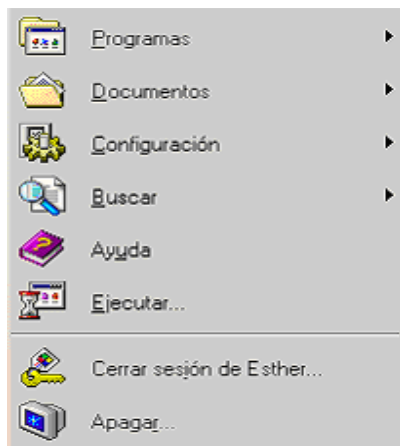 Programas
Documentos
Configuración
Buscar
Ayuda
Ejecutar...
Cerrar sesión de Esther...
Apagar...